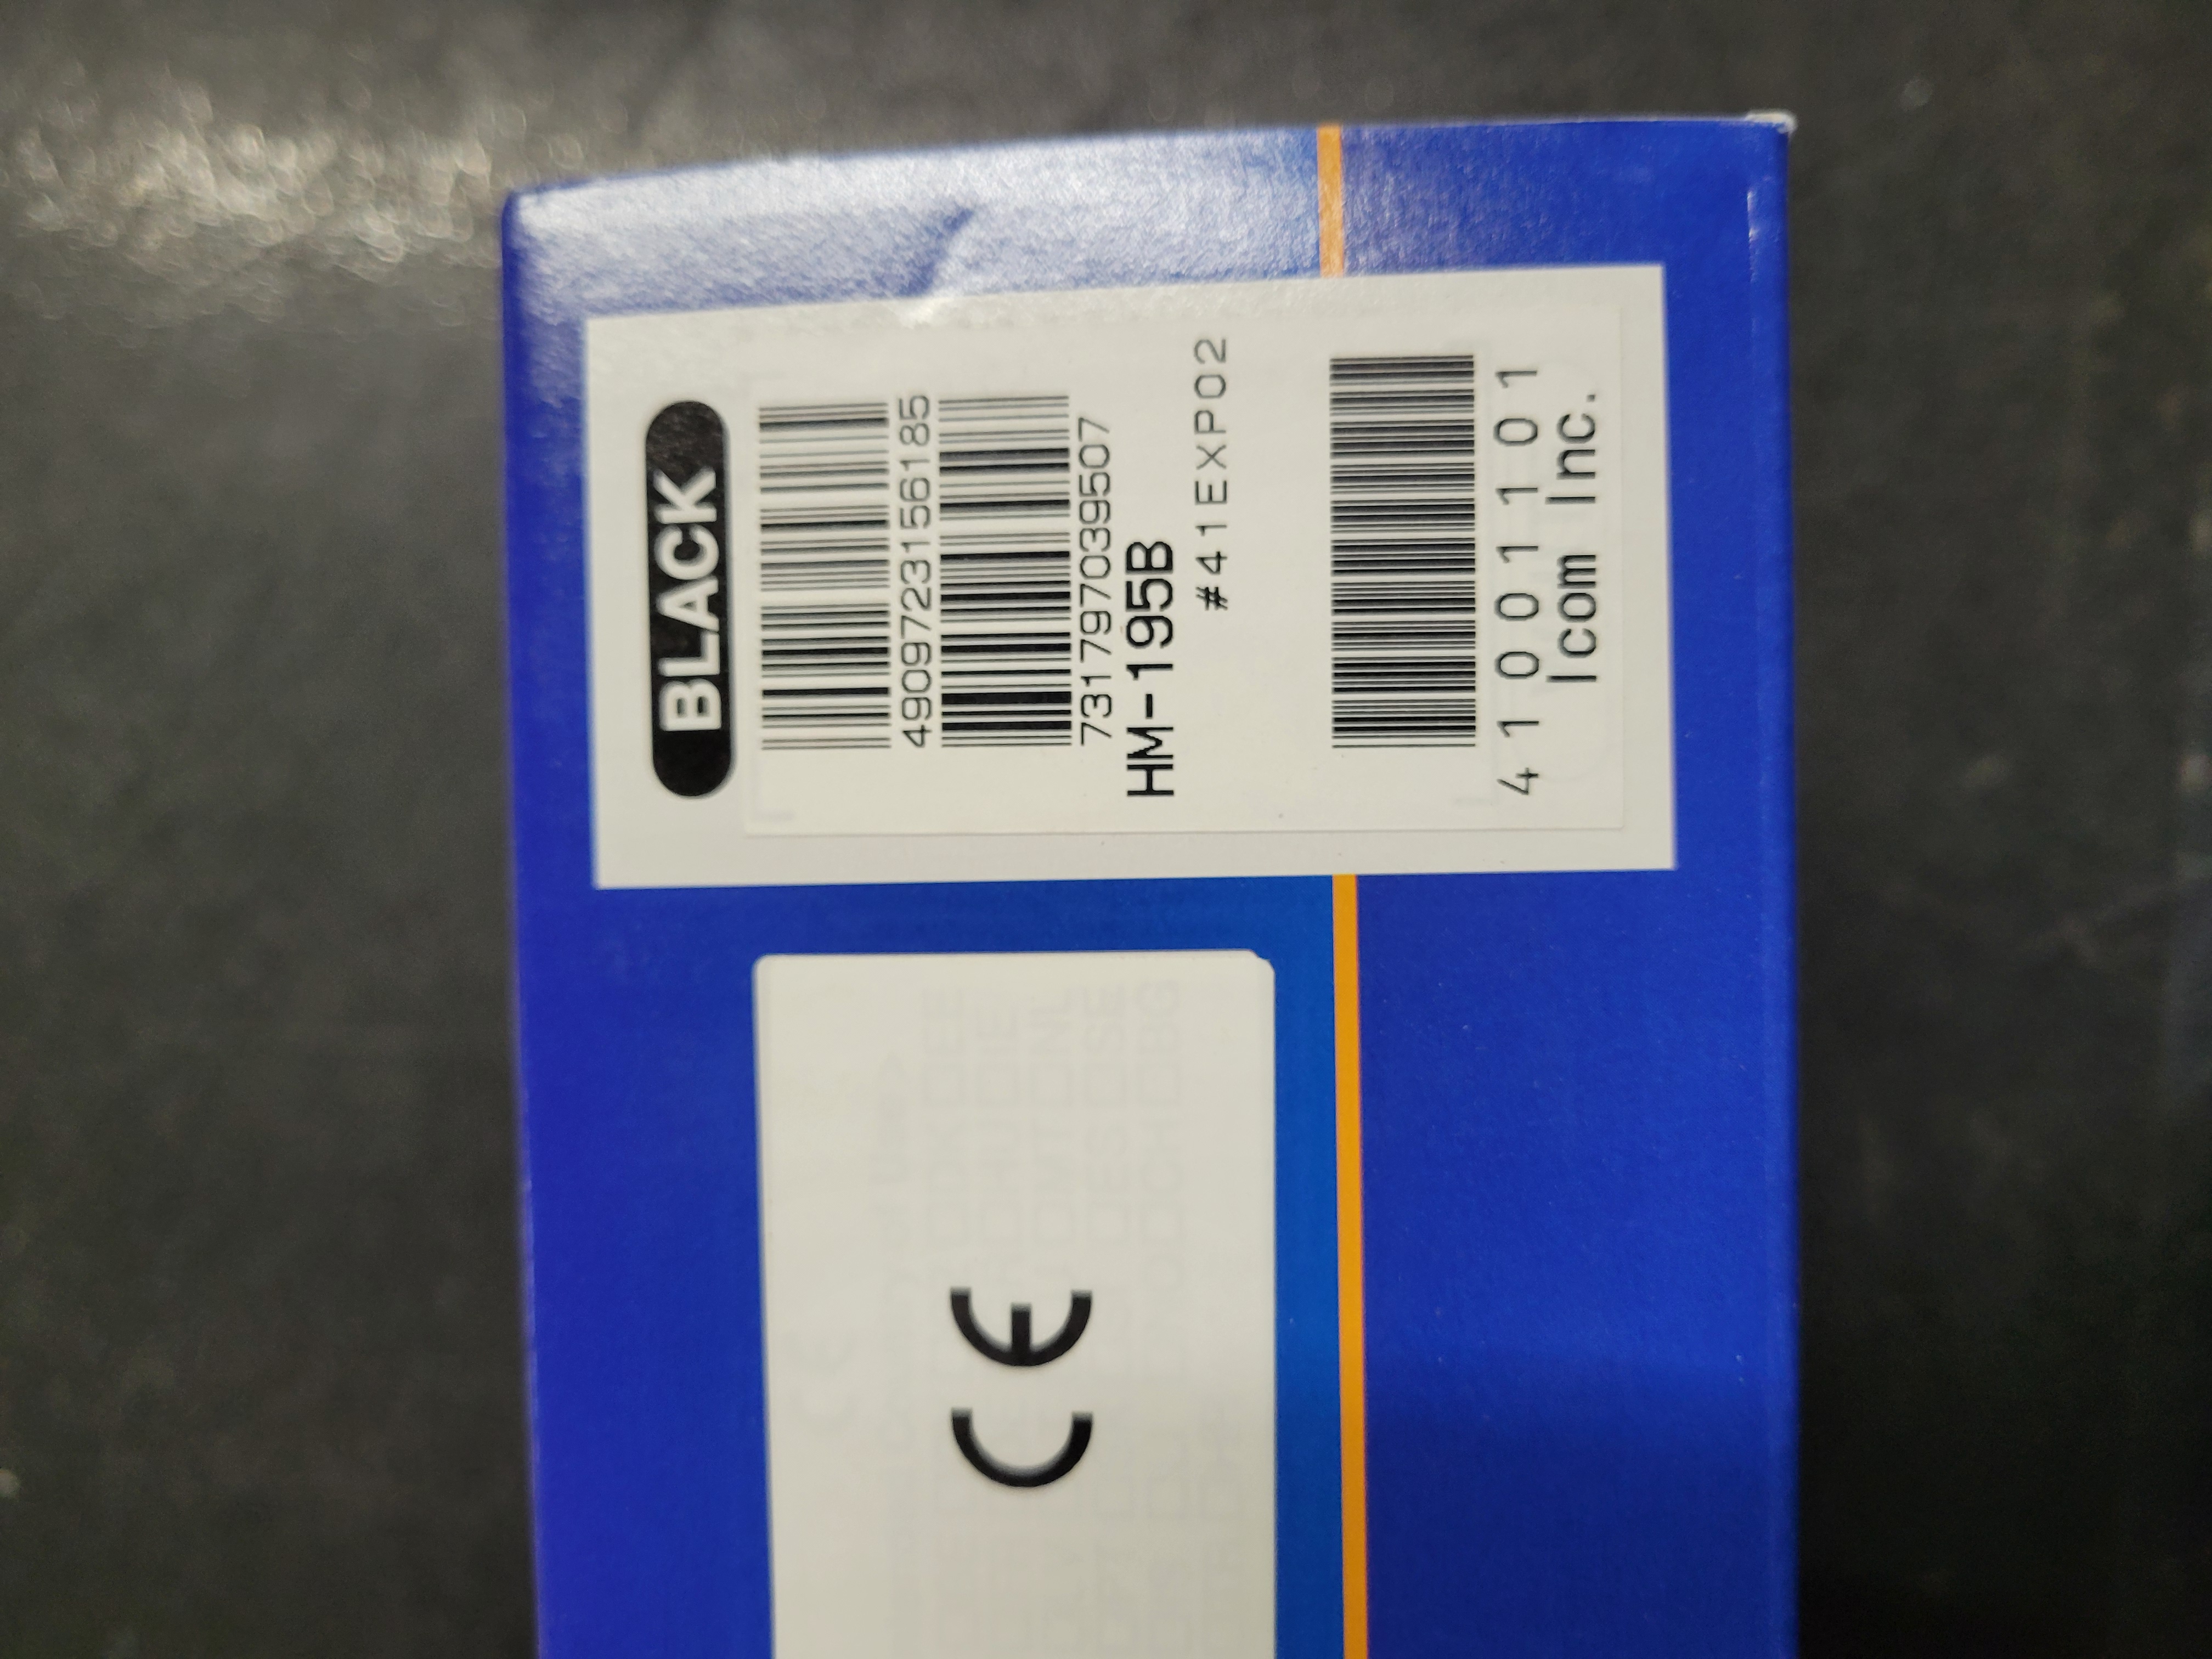 BLACK
4909723156185
731797039507
HM-195B
#41EXP02
41001101
Icom Inc.
CE